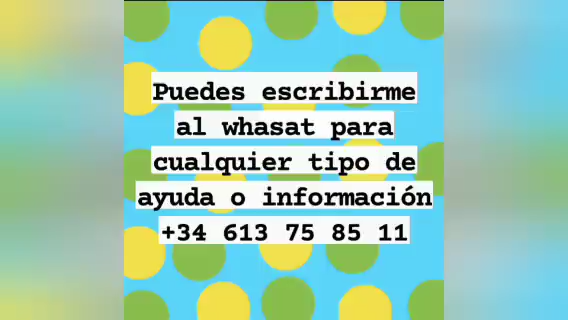 Puedes escribirme
al whasat para
cualquier tipo de
ayuda o información
+34 613 75 85 11